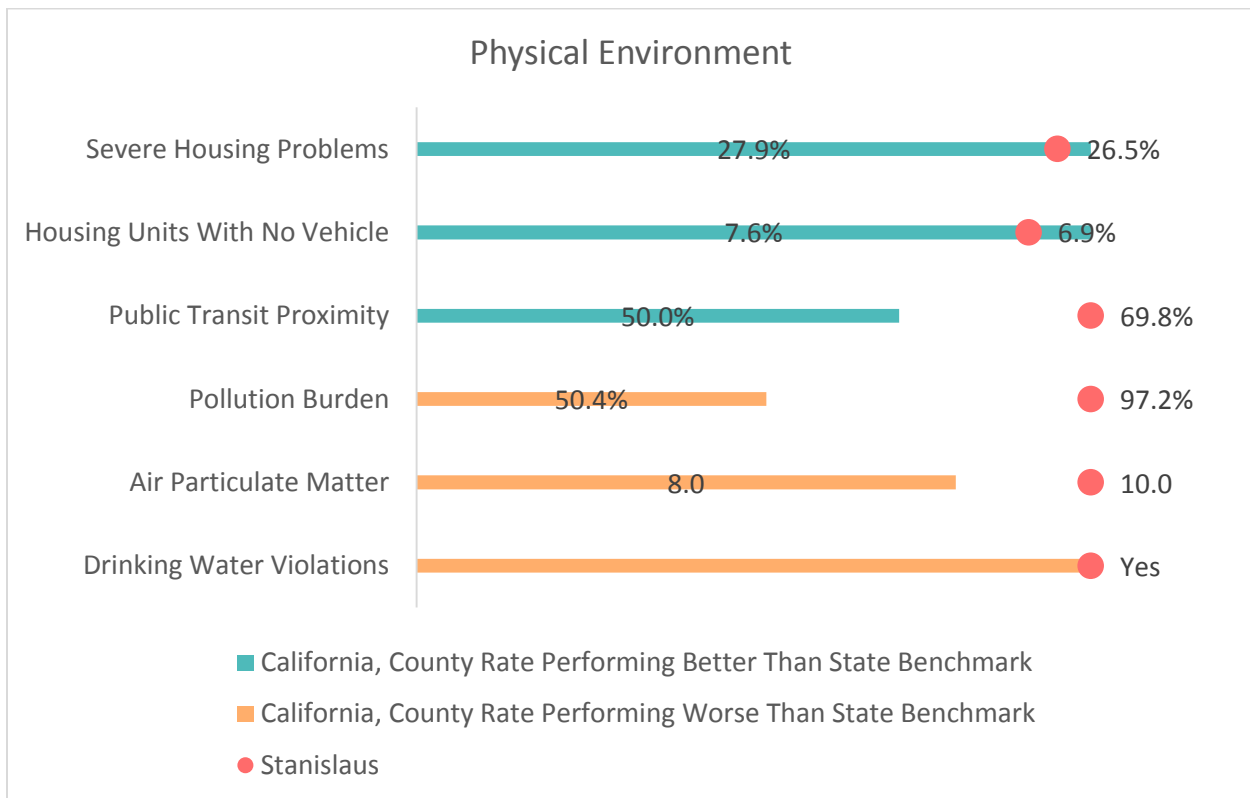 Physical Environment
Severe Housing Problems 27.9% 26.5%
Housing Units With No Vehicle 7.6% 6.9%
Public Transit Proximity 50.0% 69.8%
Pollution Burden 50.4% 97.2%
Air Particulate Matter 8.0 10.0
Drinking Water Violations Yes
California, County Rate Performing Better Than State Benchmark
California, County Rate Performing Worse Than State Benchmark
Stanislaus